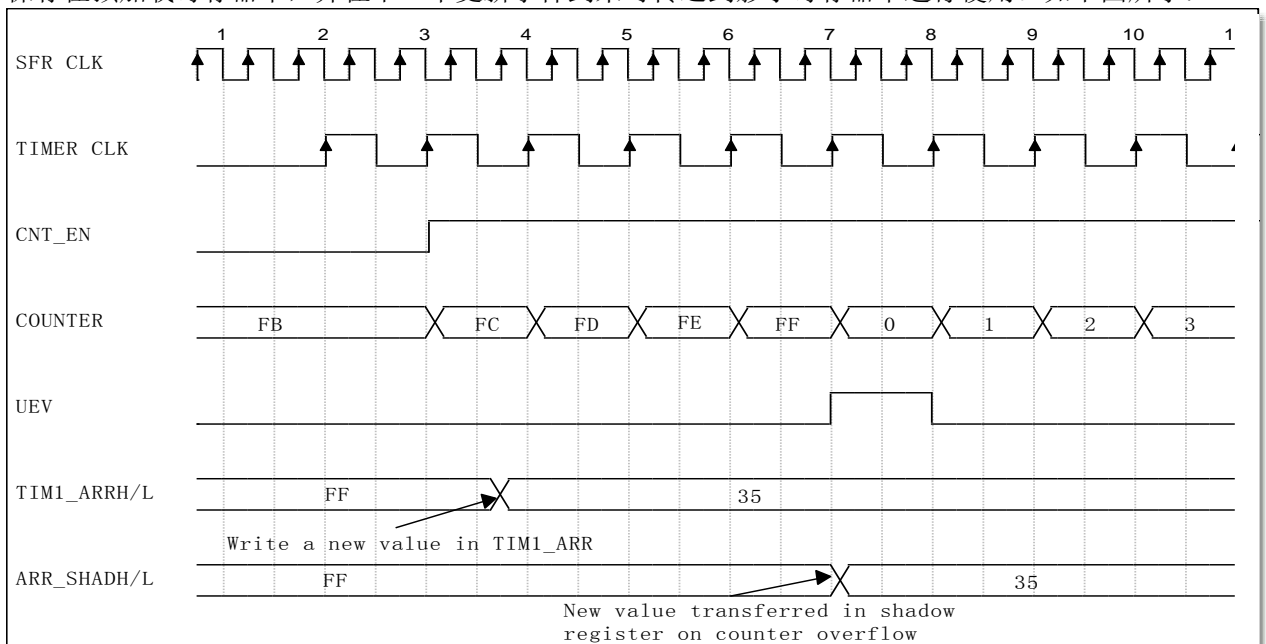 1 2 3 4 5 6 7 8 9 10 1
SFR CLK
TIMER CLK
CNT_EN
COUNTER FB FC FD FE FF 0 1 2 3
UEV
TIM1_ARRH/L FF 35
Write a new value in TIM1_ARR
ARR_SHADH/L FF 35
New value transferred in shadow
register on counter overflow